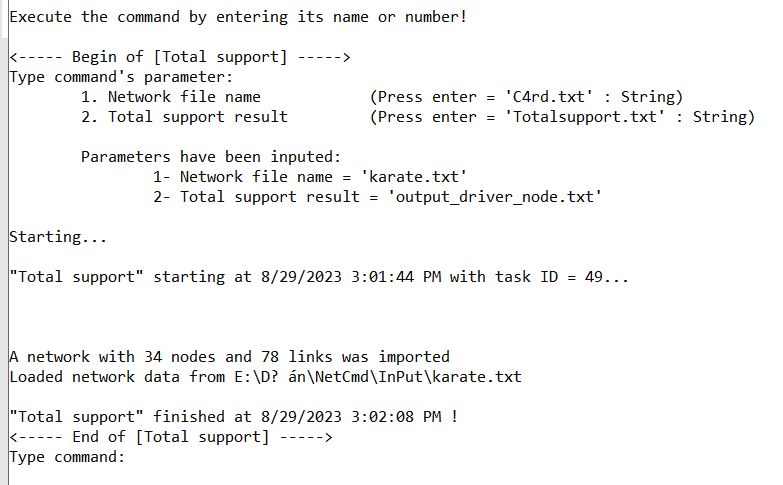 Execute the command by entering its name or number!
<----- Begin of [Total support] ----->
Type command's parameter:
1. Network file name (Press enter = 'C4rd.txt' : String)
2. Total support result (Press enter = 'Totalsupport.txt' : String)
Parameters have been inputed:
1- Network file name = 'karate.txt'
2- Total support result = 'output_driver_node.txt'
Starting...
"Total support" starting at 8/29/2023 3:01:44 PM with task ID = 49...
A network with 34 nodes and 78 links was imported
Loaded network data from E:\D? án\NetCmd\InPut\karate.txt
"Total support" finished at 8/29/2023 3:02:08 PM !
<----- End of [Total support] ----->
Type command: